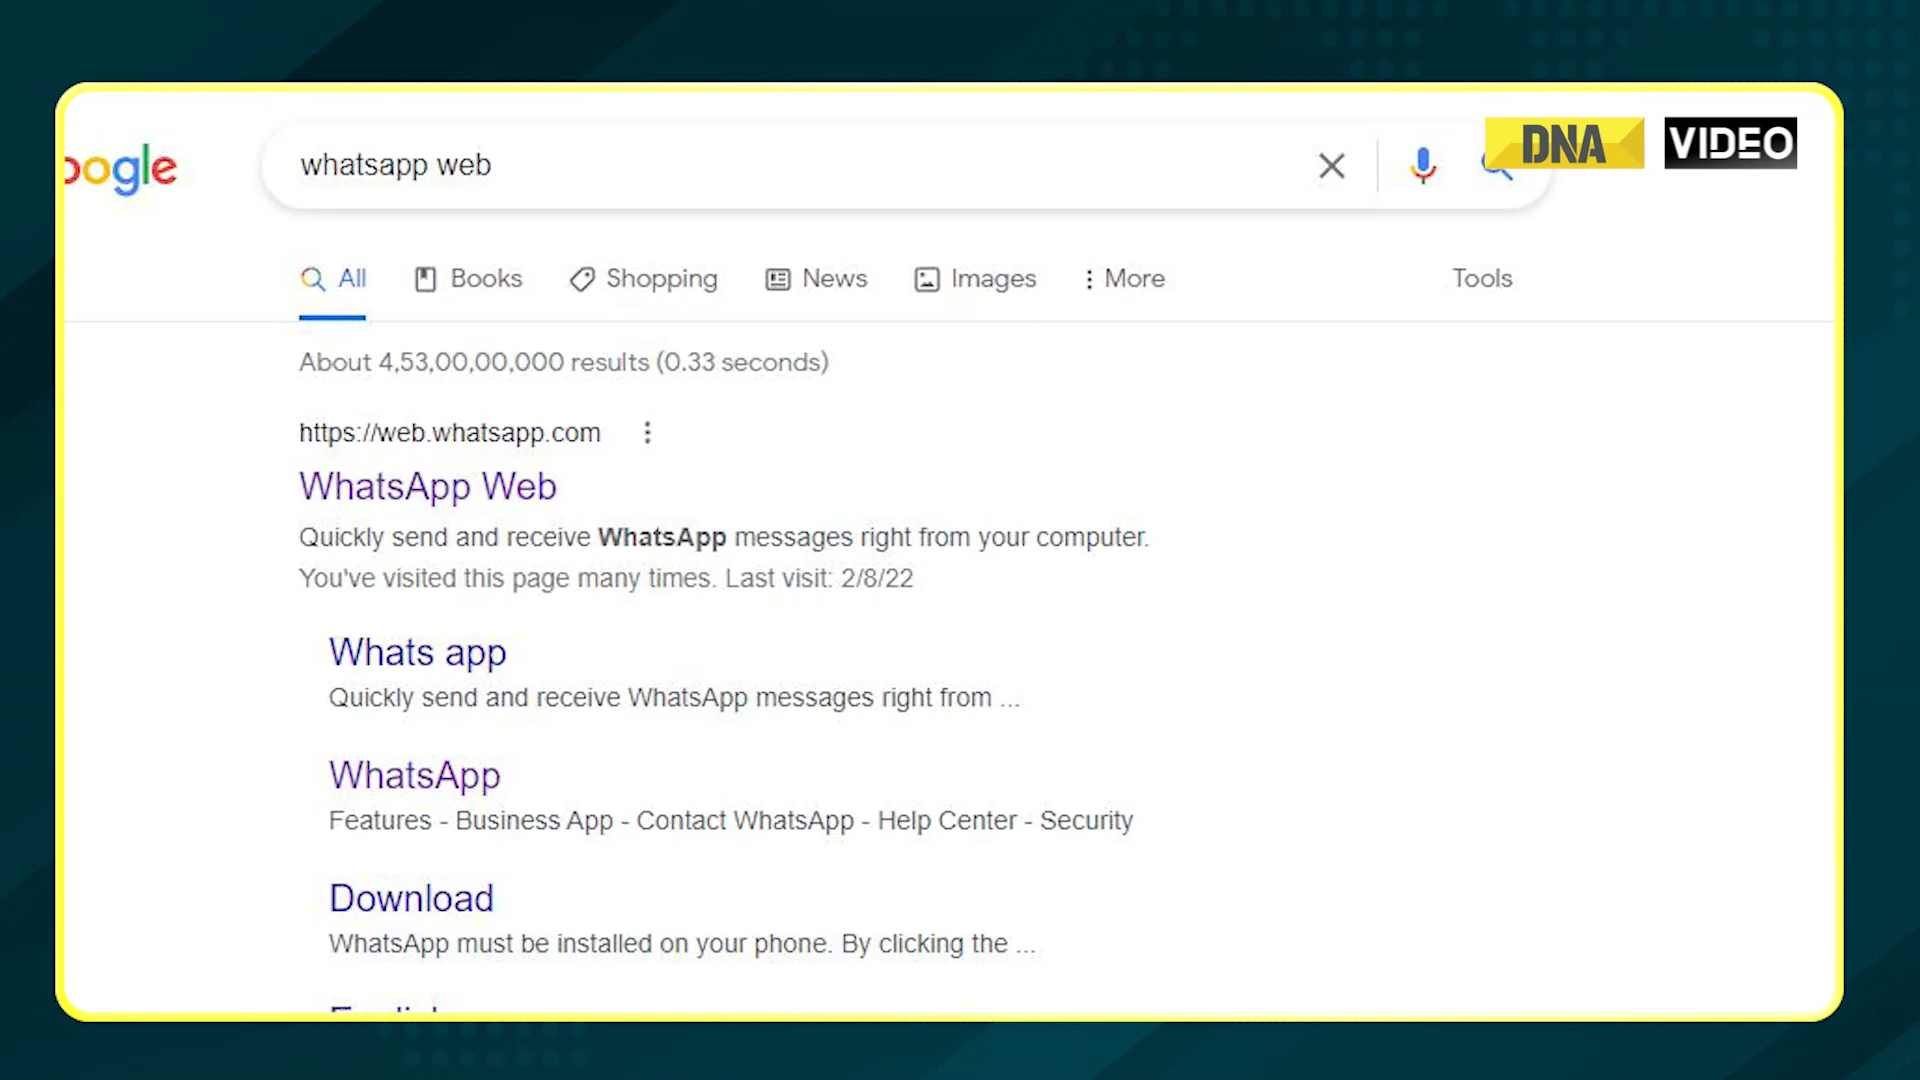 oogle
whatsapp web
DNA VIDEO
All Books Shopping News Images More Tools
About 4,53,00,00,000 results (0.33 seconds)
https://web.whatsapp.com
WhatsApp Web
Quickly send and receive WhatsApp messages right from your computer.
You've visited this page many times. Last visit: 2/8/22
Whats app
Quickly send and receive WhatsApp messages right from ...
WhatsApp
Features - Business App - Contact WhatsApp - Help Center - Security
Download
WhatsApp must be installed on your phone. By clicking the ...